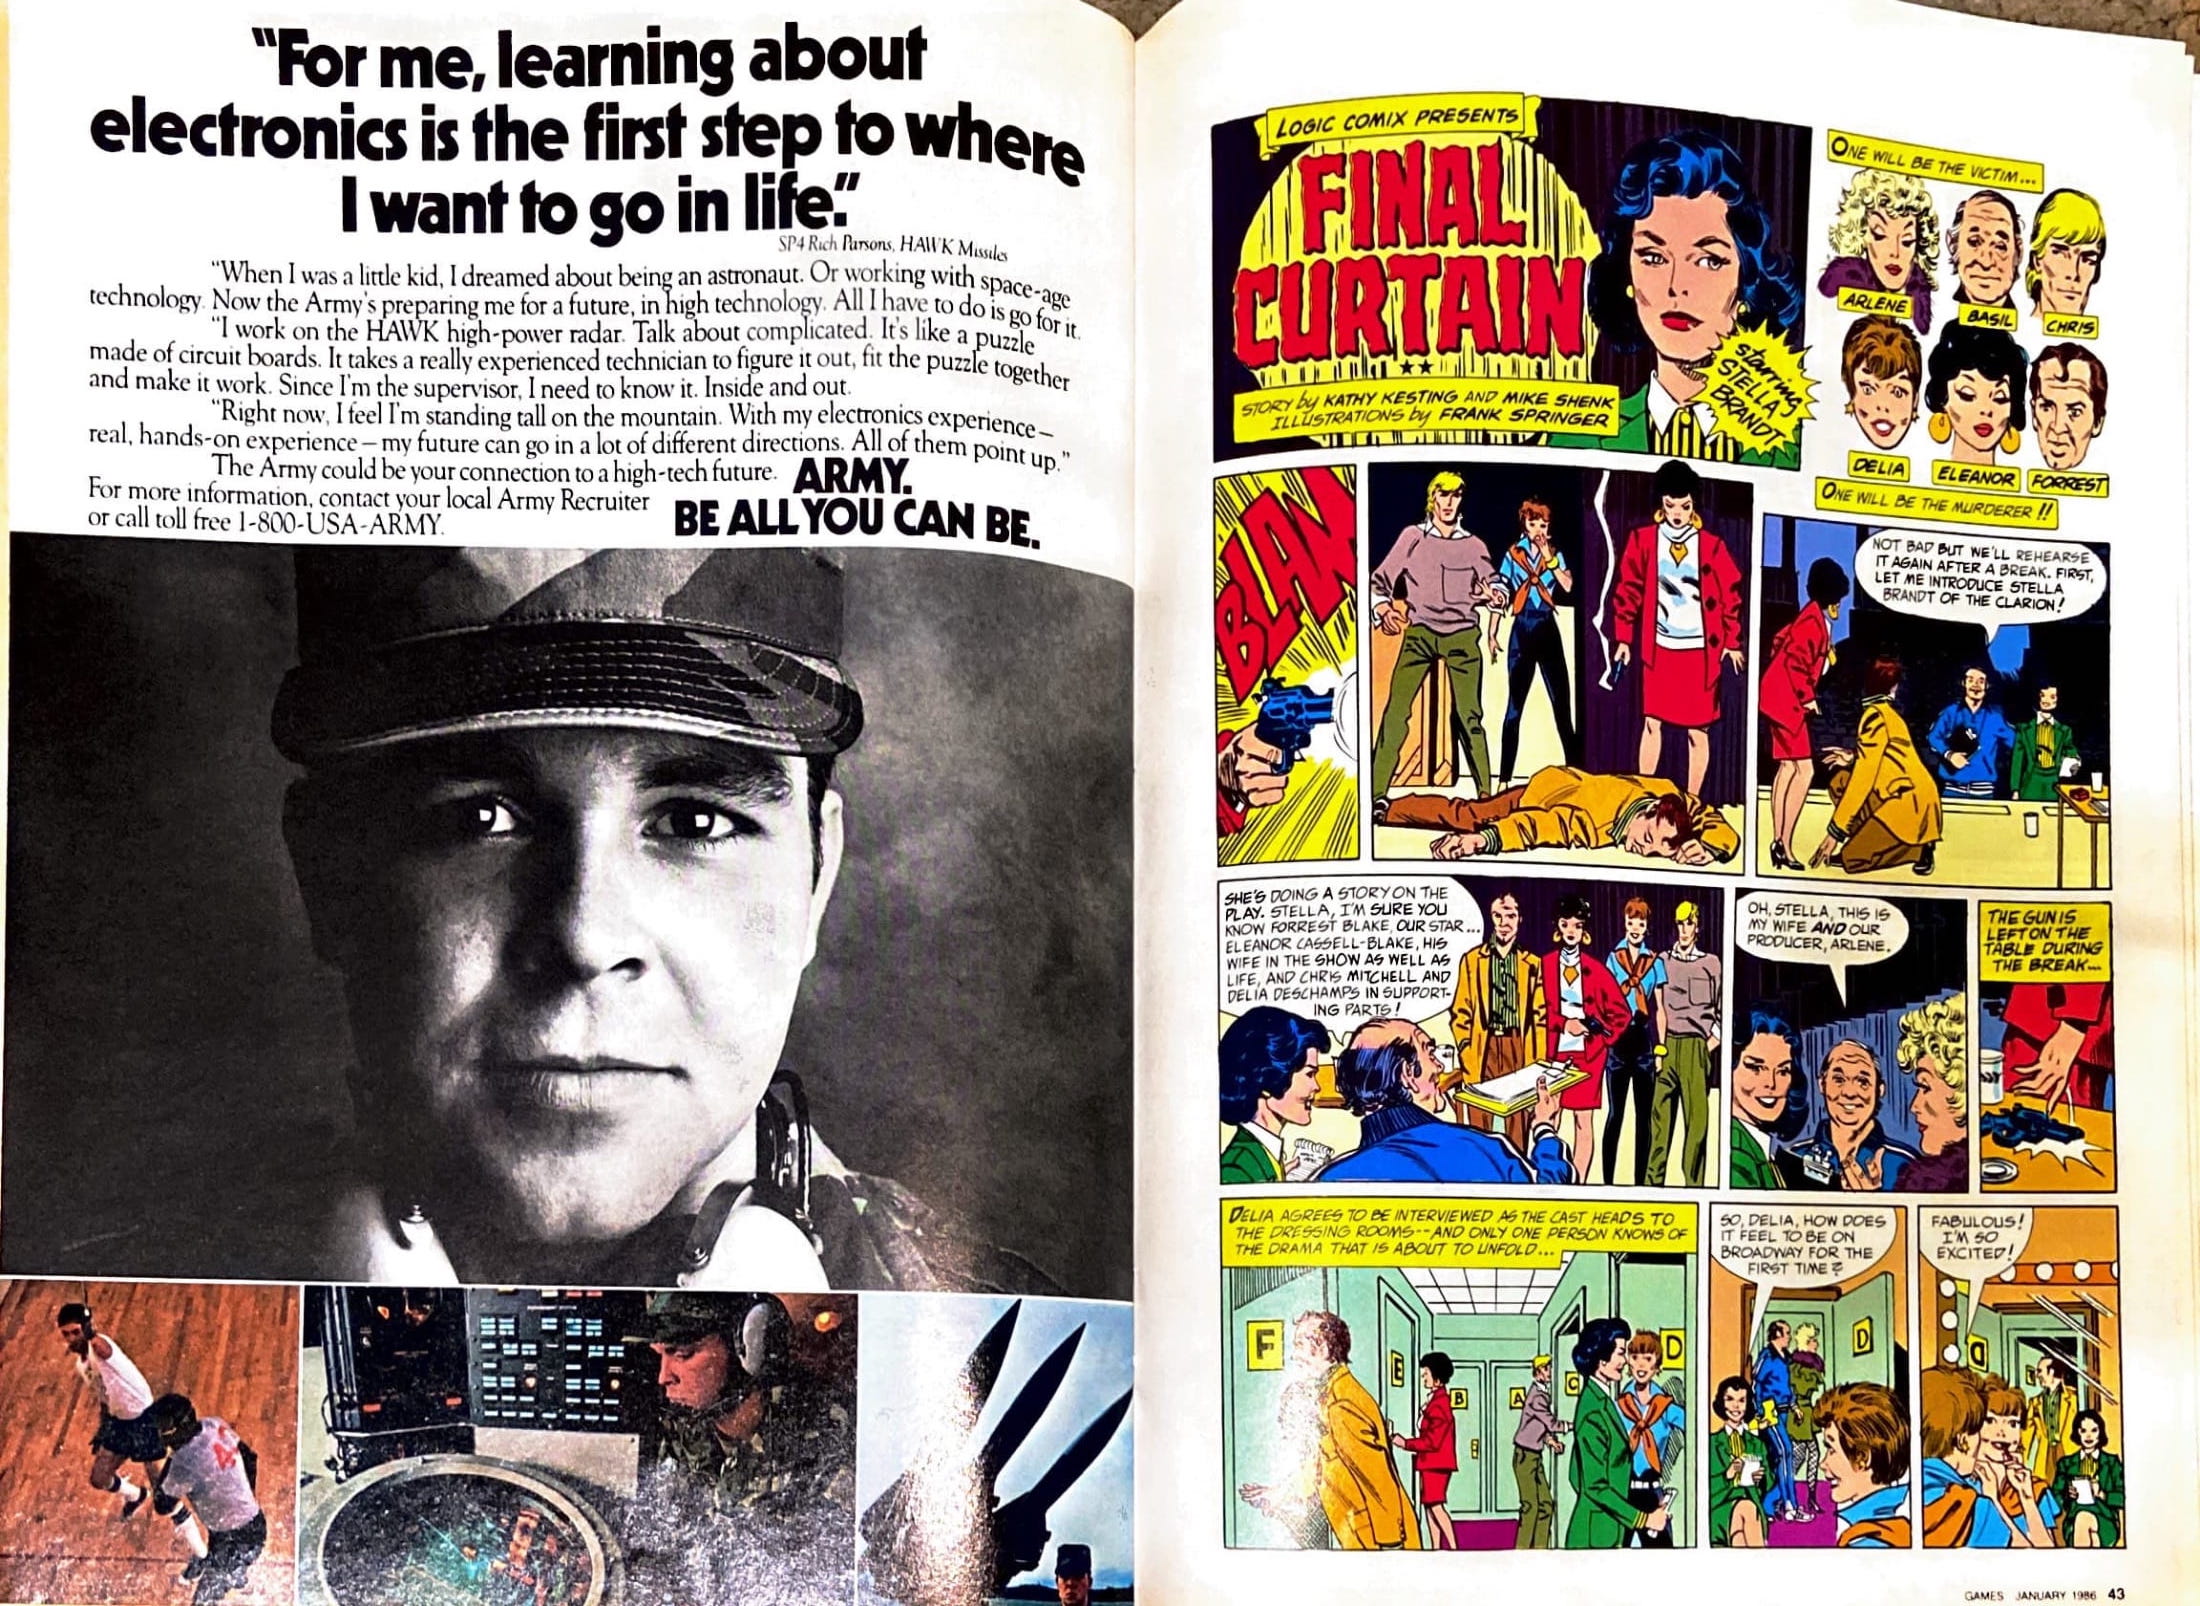 "For me, learning about
electronics is the first step to where
I want to go in life."
SP4 Rich Parsons, HAWK Missiles
"When I was a little kid, I dreamed about being an astronaut. Or working with space-age
technology. Now the Army's preparing me for a future, in high technology. All I have to do is go for it.
"I work on the HAWK high-power radar. Talk about complicated. It's like a puzzle
made of circuit boards. It takes a really experienced technician to figure it out, fit the puzzle together
and make it work. Since I'm the supervisor, I need to know it. Inside and out.
"Right now, I feel I'm standing tall on the mountain. With my electronics experience—
real, hands-on experience—my future can go in a lot of different directions. All of them point up."
The Army could be your connection to a high-tech future.
For more information, contact your local Army Recruiter
or call toll free 1-800-USA-ARMY.
ARMY.
BE ALL YOU CAN BE.
LOGIC COMIX PRESENTS
FINAL
CURTAIN
STORY by KATHY KESTING AND MIKE SHENK
ILLUSTRATIONS by FRANK SPRINGER
starring
STELLA
BRANDT
ONE WILL BE THE VICTIM...
ARLENE
BASIL
CHRIS
DELIA
ELEANOR
FORREST
ONE WILL BE THE MURDERER!!
BLAM
NOT BAD BUT WE'LL REHEARSE
IT AGAIN AFTER A BREAK. FIRST,
LET ME INTRODUCE STELLA
BRANDT OF THE CLARION!
SHE'S DOING A STORY ON THE
PLAY. STELLA, I'M SURE YOU
KNOW FORREST BLAKE, OUR STAR...
ELEANOR CASSELL-BLAKE, HIS
WIFE IN THE SHOW AS WELL AS
LIFE, AND CHRIS MITCHELL AND
DELIA DESCHAMPS IN SUPPORT-
ING PARTS!
OH, STELLA, THIS IS
MY WIFE AND OUR
PRODUCER, ARLENE.
THE GUN IS
LEFT ON THE
TABLE DURING
THE BREAK...
DELIA AGREES TO BE INTERVIEWED AS THE CAST HEADS TO
THE DRESSING ROOMS--AND ONLY ONE PERSON KNOWS OF
THE DRAMA THAT IS ABOUT TO UNFOLD...
F
E
B
A
C
D
SO, DELIA, HOW DOES
IT FEEL TO BE ON
BROADWAY FOR THE
FIRST TIME?
D
FABULOUS!
I'M SO
EXCITED!
D
GAMES JANUARY 1986 43